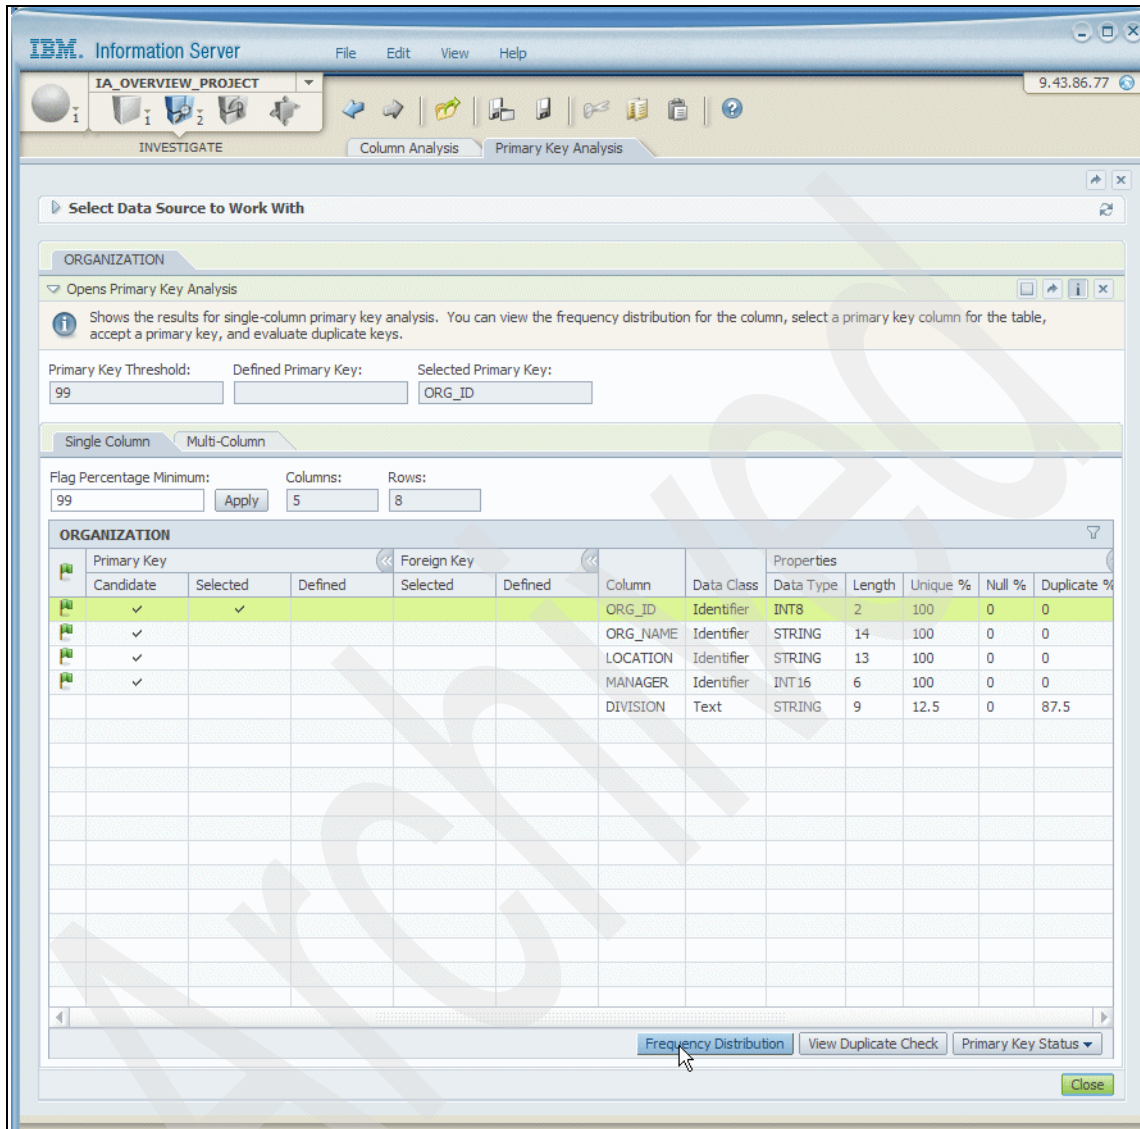 IBM. Information Server File Edit View Help
IA_OVERVIEW_PROJECT 9.43.86.77
1 1 2
INVESTIGATE Column Analysis Primary Key Analysis
Select Data Source to Work With
ORGANIZATION
Opens Primary Key Analysis
Shows the results for single-column primary key analysis. You can view the frequency distribution for the column, select a primary key column for the table,
accept a primary key, and evaluate duplicate keys.
Primary Key Threshold: Defined Primary Key: Selected Primary Key:
99 ORG_ID
Single Column Multi-Column
Flag Percentage Minimum: Columns: Rows:
99 Apply 5 8
ORGANIZATION
Primary Key Foreign Key Properties
Candidate Selected Defined Selected Defined Column Data Class Data Type Length Unique % Null % Duplicate %
ORG_ID Identifier INT8 2 100 0 0
ORG_NAME Identifier STRING 14 100 0 0
LOCATION Identifier STRING 13 100 0 0
MANAGER Identifier INT16 6 100 0 0
DIVISION Text STRING 9 12.5 0 87.5
Frequency Distribution View Duplicate Check Primary Key Status
Close
Archived